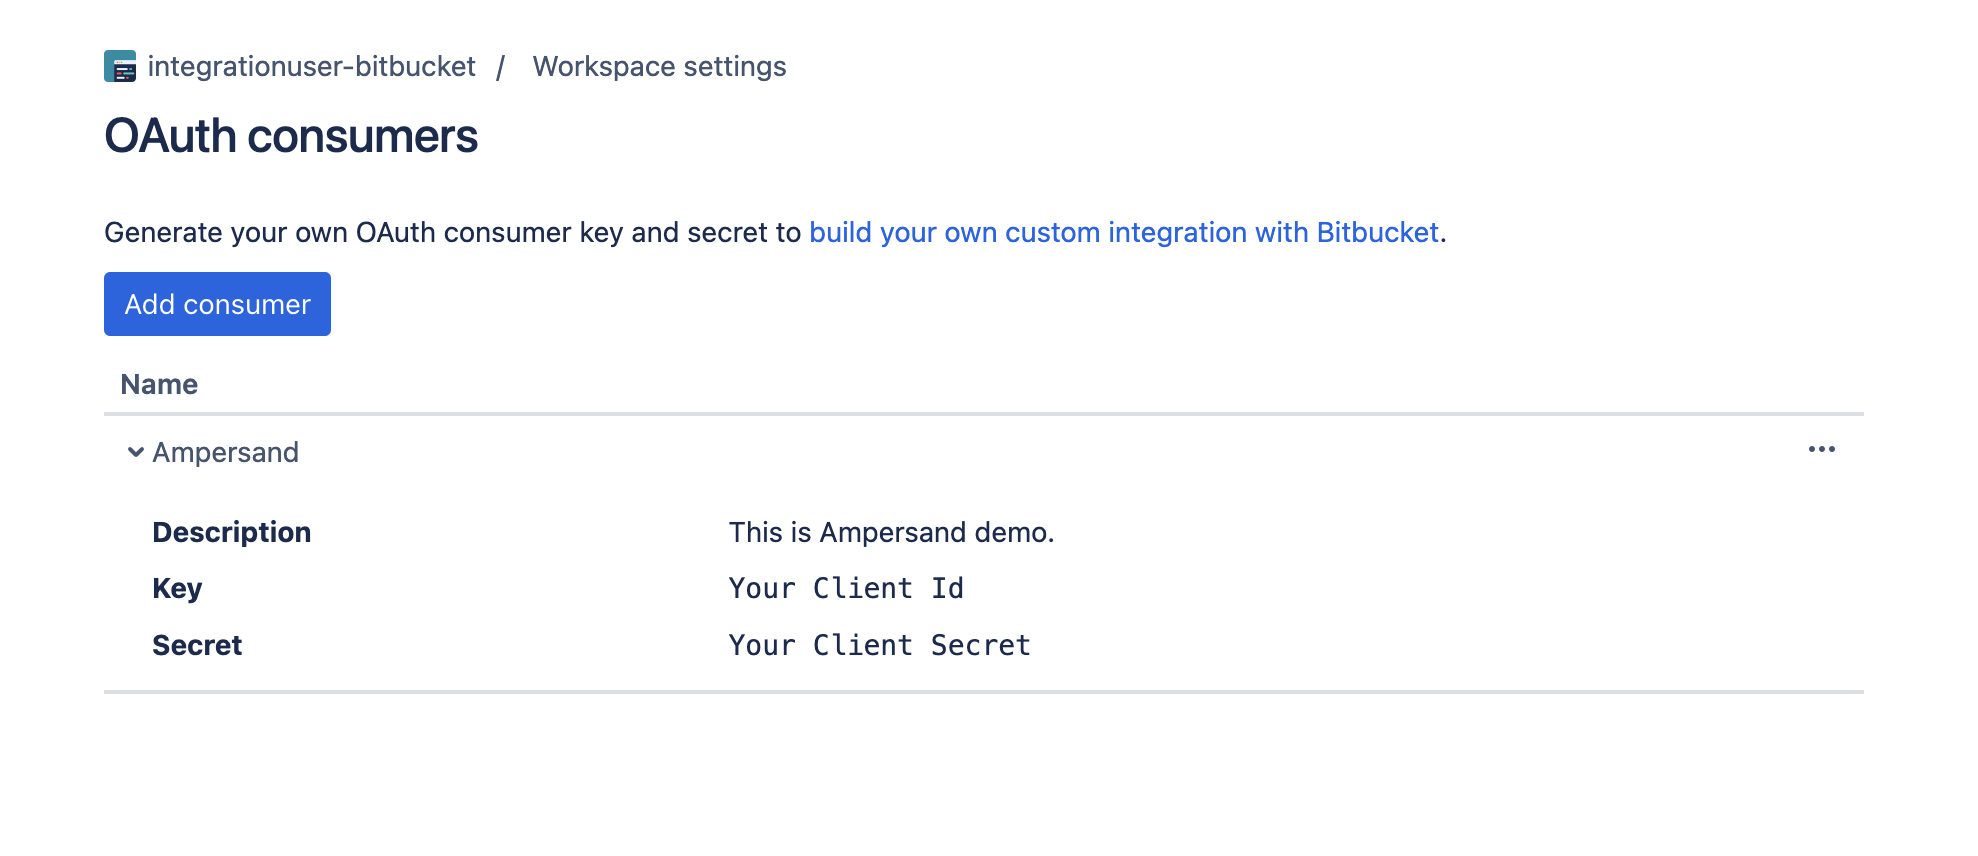 integrationuser-bitbucket / Workspace settings
OAuth consumers
Generate your own OAuth consumer key and secret to build your own custom integration with Bitbucket.
Add consumer
Name
Ampersand
Description This is Ampersand demo.
Key Your Client Id
Secret Your Client Secret